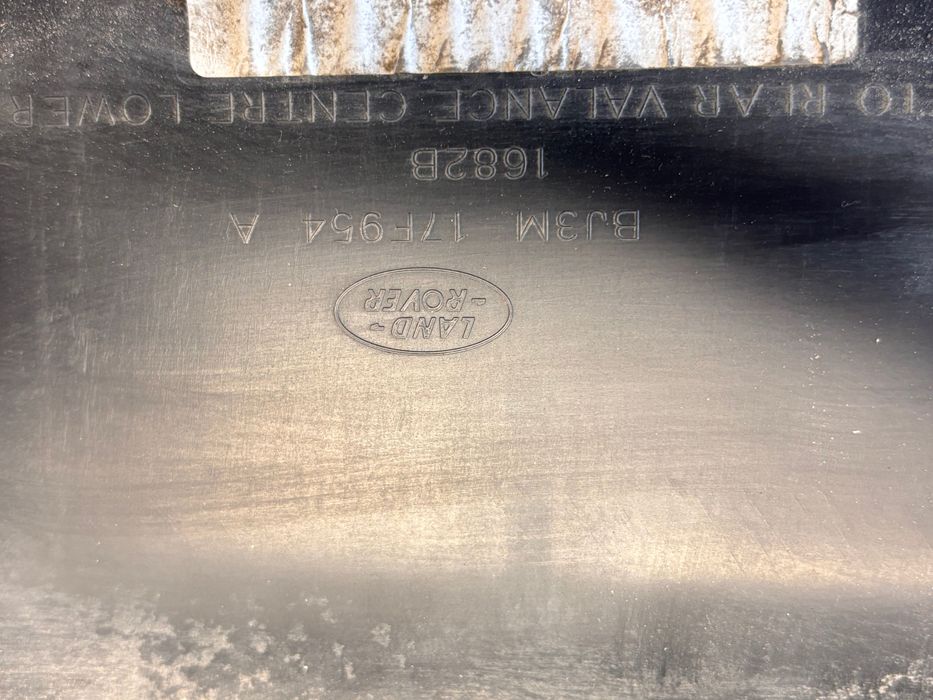 LAND-
-ROVER
BJ3M 17F954 A
1682B
TO REAR VALANCE CENTRE LOWER